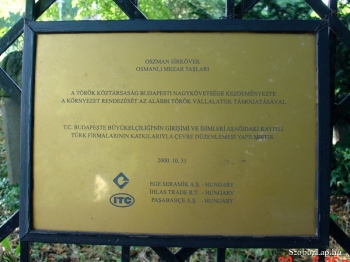 OSZMÁN SÍRKÖVEK
OSMANLI MEZAR TAŞLARI
A TÖRÖK KÖZTÁRSASÁG BUDAPESTI NAGYKÖVETSÉGE KEZDEMÉNYEZTE
A KÖRNYEZET RENDEZÉSÉT AZ ALÁBBI TÖRÖK VÁLLALATOK TÁMOGATÁSÁVAL
T.C. BUDAPEŞTE BÜYÜKELÇİLİĞİNİN GİRİŞİMİ VE İSİMLERİ AŞAĞIDAKİ KAYITLI
TÜRK FİRMALARININ KATKILARIYLA ÇEVRE DÜZENLEMESİ YAPILMIŞTIR
2000. 10. 31
EGE SERAMİK A.Ş. - HUNGARY
ITC
İHLAS TRADE R.T. - HUNGARY
PAŞABAHÇE A.Ş. - HUNGARY
Szoborlap.hu